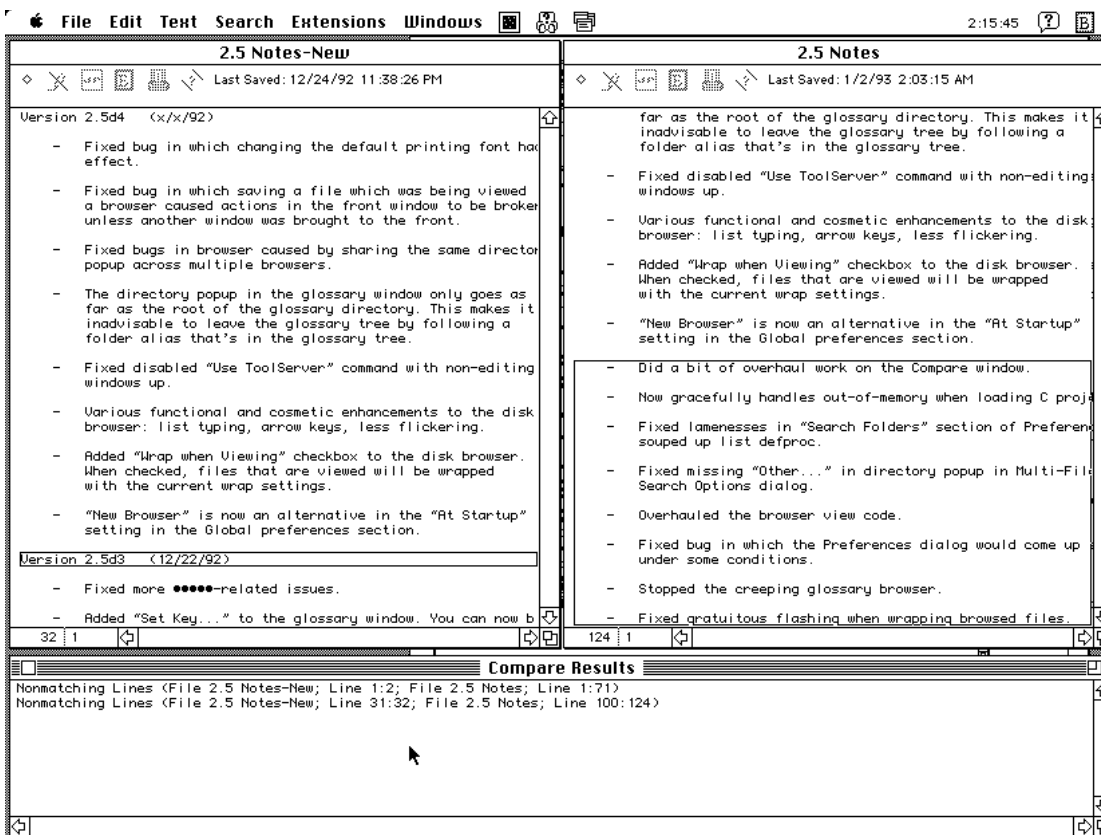 File Edit Text Search Extensions Windows 2:15:45
2.5 Notes-New
Last Saved: 12/24/92 11:38:26 PM
Version 2.5d4 (x/x/92)
- Fixed bug in which changing the default printing font had
effect.
- Fixed bug in which saving a file which was being viewed
a browser caused actions in the front window to be broken
unless another window was brought to the front.
- Fixed bugs in browser caused by sharing the same director
popup across multiple browsers.
- The directory popup in the glossary window only goes as
far as the root of the glossary directory. This makes it
inadvisable to leave the glossary tree by following a
folder alias that's in the glossary tree.
- Fixed disabled “Use ToolServer” command with non-editing
windows up.
- Various functional and cosmetic enhancements to the disk
browser: list typing, arrow keys, less flickering.
- Added “Wrap when Viewing” checkbox to the disk browser.
When checked, files that are viewed will be wrapped
with the current wrap settings.
- “New Browser” is now an alternative in the “At Startup”
setting in the Global preferences section.
Version 2.5d3 (12/22/92)
- Fixed more ●●●●●-related issues.
- Added “Set Key...” to the glossary window. You can now b
32 1
2.5 Notes
Last Saved: 1/2/93 2:03:15 AM
far as the root of the glossary directory. This makes it
inadvisable to leave the glossary tree by following a
folder alias that's in the glossary tree.
- Fixed disabled “Use ToolServer” command with non-editing
windows up.
- Various functional and cosmetic enhancements to the disk
browser: list typing, arrow keys, less flickering.
- Added “Wrap when Viewing” checkbox to the disk browser.
When checked, files that are viewed will be wrapped
with the current wrap settings.
- “New Browser” is now an alternative in the “At Startup”
setting in the Global preferences section.
- Did a bit of overhaul work on the Compare window.
- Now gracefully handles out-of-memory when loading C proj
- Fixed lamenesses in “Search Folders” section of Preferen
souped up list defproc.
- Fixed missing “Other...” in directory popup in Multi-Fil
Search Options dialog.
- Overhauled the browser view code.
- Fixed bug in which the Preferences dialog would come up
under some conditions.
- Stopped the creeping glossary browser.
- Fixed gratuitous flashing when wrapping browsed files.
124 1
Compare Results
Nonmatching Lines (File 2.5 Notes-New; Line 1:2; File 2.5 Notes; Line 1:71)
Nonmatching Lines (File 2.5 Notes-New; Line 31:32; File 2.5 Notes; Line 100:124)